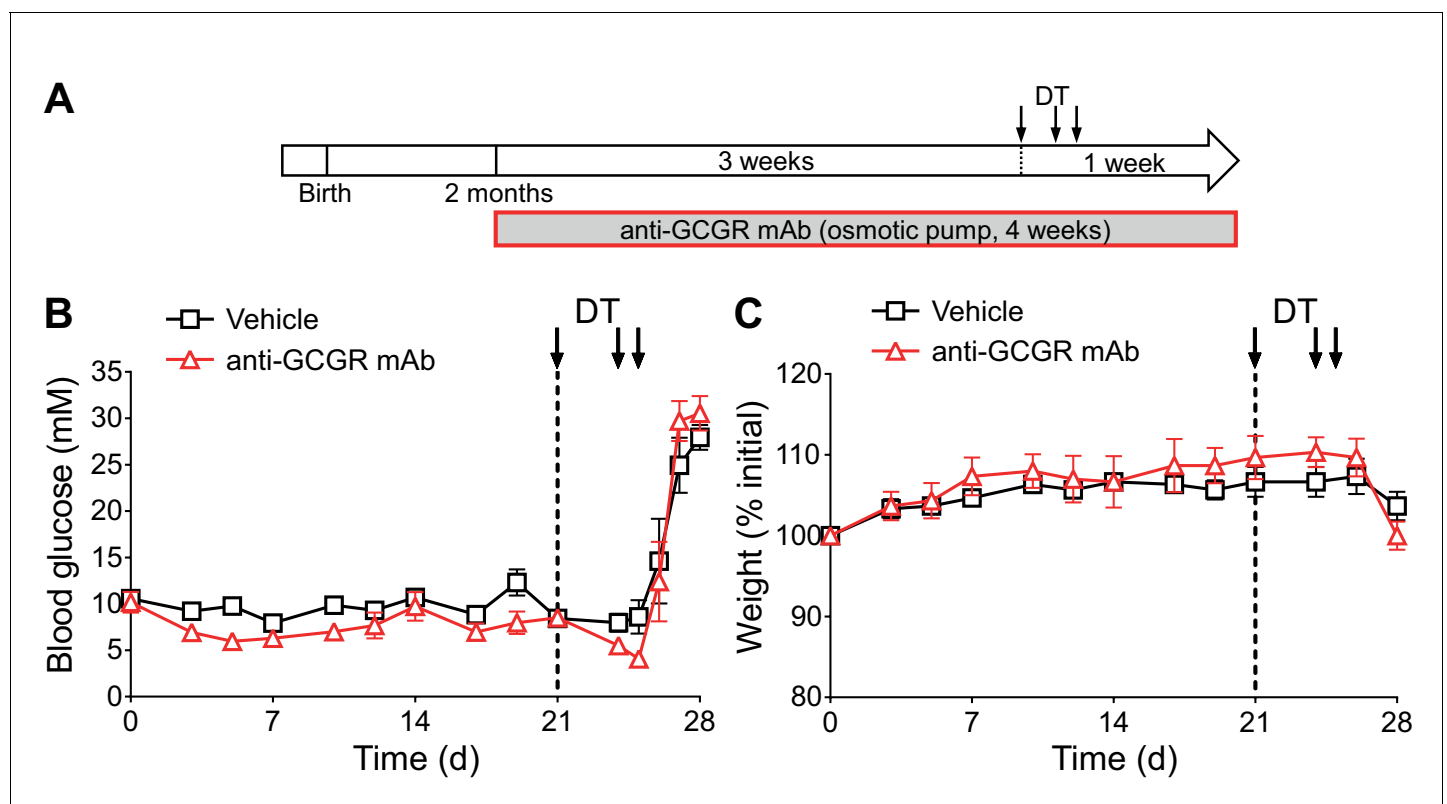 A
DT
3 weeks
1 week
Birth
2 months
anti-GCGR mAb (osmotic pump, 4 weeks)
B
Vehicle
anti-GCGR mAb
DT
Blood glucose (mM)
35
30
25
20
15
10
5
0
0 7 14 21 28
Time (d)
C
Vehicle
anti-GCGR mAb
DT
Weight (% initial)
120
110
100
90
80
0 7 14 21 28
Time (d)